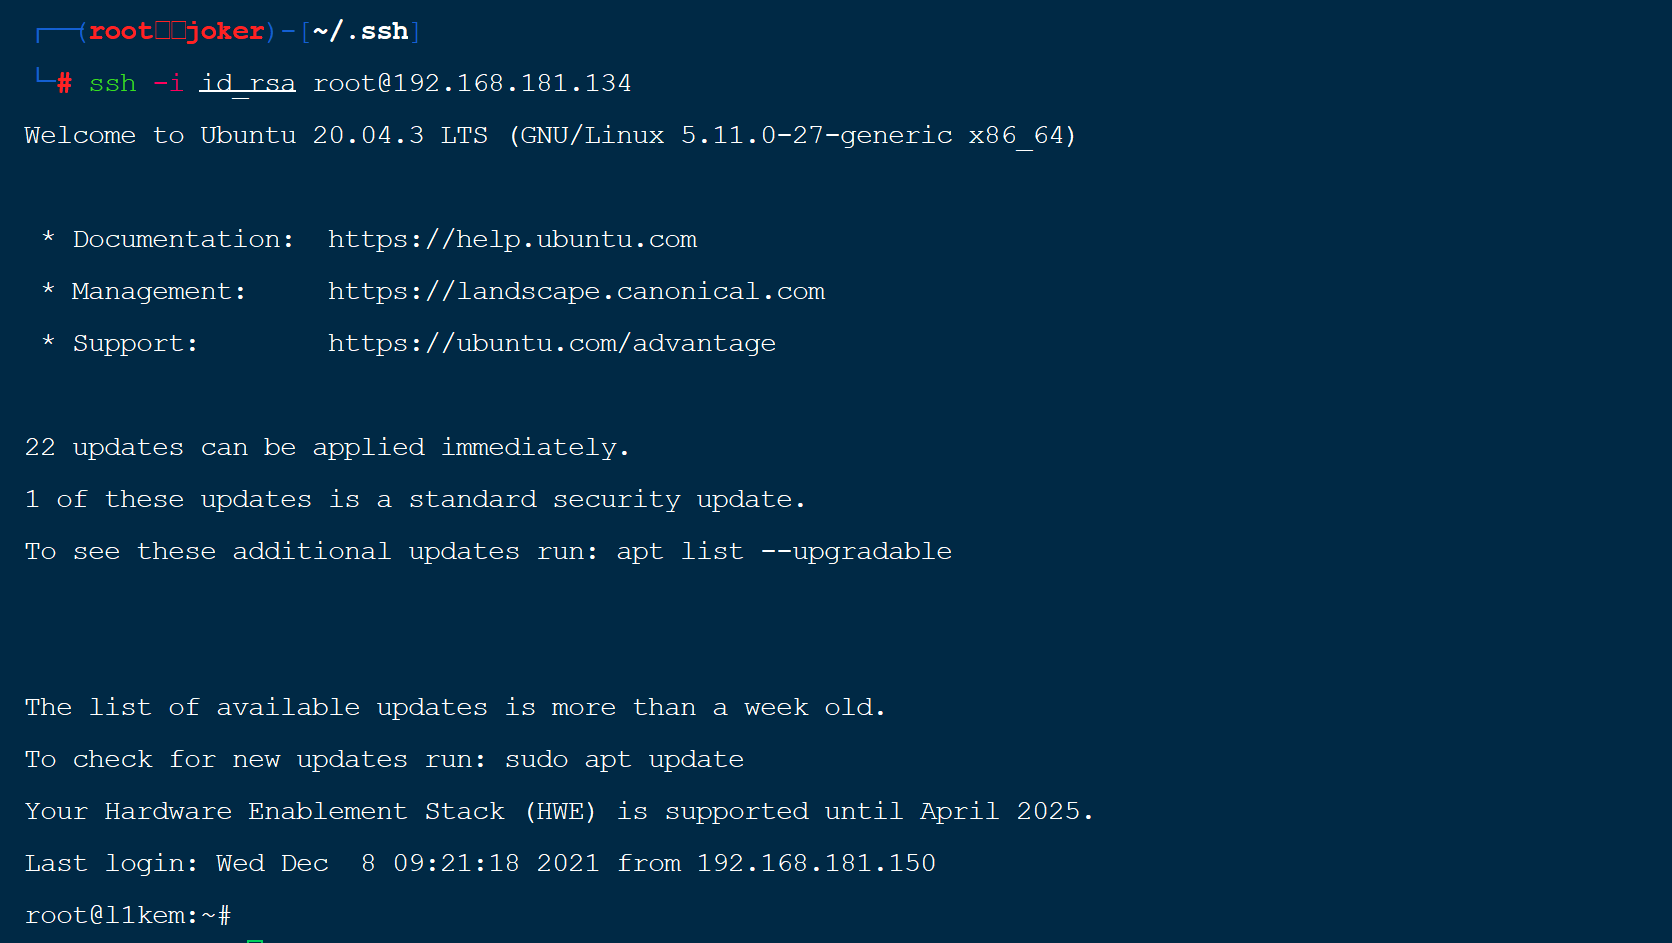 ┌──(root□□joker)-[~/.ssh]
└─# ssh -i id_rsa root@192.168.181.134
Welcome to Ubuntu 20.04.3 LTS (GNU/Linux 5.11.0-27-generic x86_64)
* Documentation:  https://help.ubuntu.com
* Management:     https://landscape.canonical.com
* Support:        https://ubuntu.com/advantage
22 updates can be applied immediately.
1 of these updates is a standard security update.
To see these additional updates run: apt list --upgradable
The list of available updates is more than a week old.
To check for new updates run: sudo apt update
Your Hardware Enablement Stack (HWE) is supported until April 2025.
Last login: Wed Dec  8 09:21:18 2021 from 192.168.181.150
root@l1kem:~#